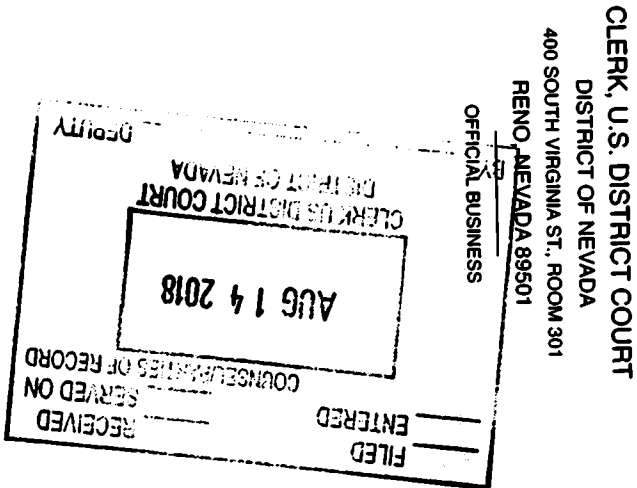 CLERK, U.S. DISTRICT COURT
DISTRICT OF NEVADA
400 SOUTH VIRGINIA ST., ROOM 301
RENO, NEVADA 89501
OFFICIAL BUSINESS
FILED RECEIVED
ENTERED SERVED ON
COUNSEL/PARTIES OF RECORD
AUG 14 2018
CLERK US DISTRICT COURT
DISTRICT OF NEVADA
BY DEPUTY